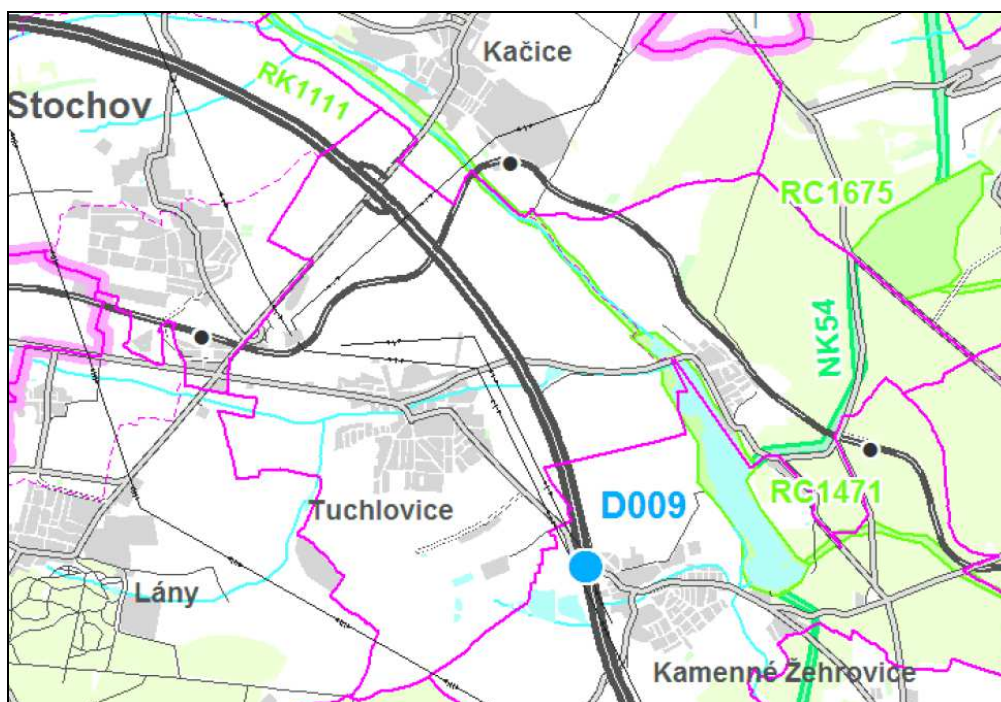 Kačice
RK1111
Stochov
RC1675
NK54
RC1471
D009
Tuchlovice
Lány
Kamenné Žehrovice